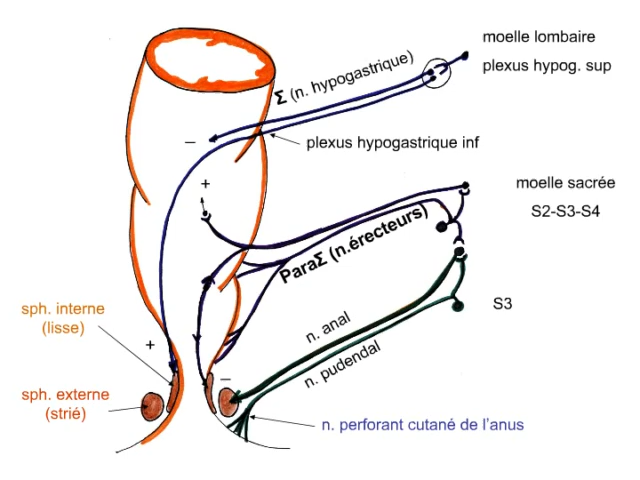 moelle lombaire
plexus hypog. sup
Σ (n. hypogastrique)
–
plexus hypogastrique inf
+
moelle sacrée
S2-S3-S4
ParaΣ (n.érecteurs)
S3
sph. interne
(lisse)
+
n. anal
n. pudendal
–
sph. externe
(strié)
n. perforant cutané de l'anus